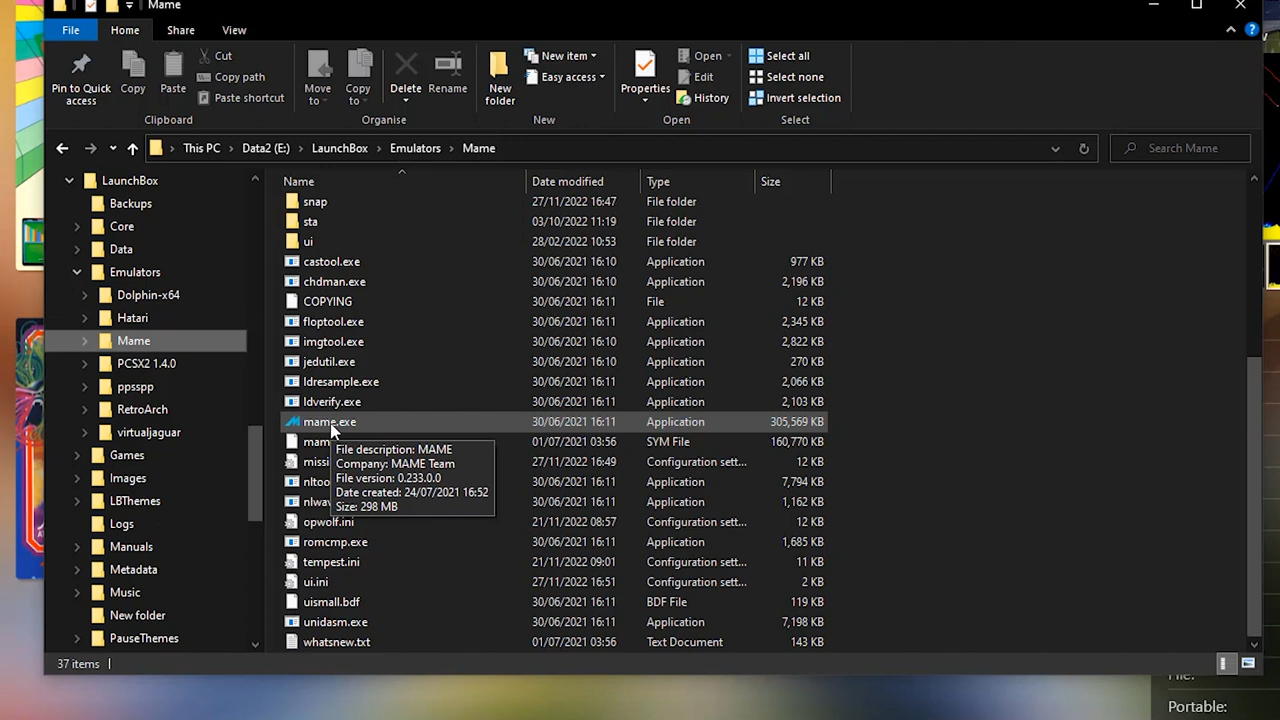 Mame
File
Home
Share
View
Pin to Quick access
Copy
Paste
Cut
Copy path
Paste shortcut
Clipboard
Move to
Copy to
Delete
Rename
Organise
New folder
New item
Easy access
New
Properties
Open
Edit
History
Open
Select all
Select none
Invert selection
Select
This PC > Data2 (E:) > LaunchBox > Emulators > Mame
Search Mame
LaunchBox
Backups
Core
Data
Emulators
Dolphin-x64
Hatari
Mame
PCSX2 1.4.0
ppsspp
RetroArch
virtualjaguar
Games
Images
LBThemes
Logs
Manuals
Metadata
Music
New folder
PauseThemes
Name Date modified Type Size
snap 27/11/2022 16:47 File folder
sta 03/10/2022 11:19 File folder
ui 28/02/2022 10:53 File folder
castool.exe 30/06/2021 16:10 Application 977 KB
chdman.exe 30/06/2021 16:10 Application 2,196 KB
COPYING 30/06/2021 16:11 File 12 KB
floptool.exe 30/06/2021 16:11 Application 2,345 KB
imgtool.exe 30/06/2021 16:10 Application 2,822 KB
jedutil.exe 30/06/2021 16:10 Application 270 KB
ldresample.exe 30/06/2021 16:11 Application 2,066 KB
ldverify.exe 30/06/2021 16:11 Application 2,103 KB
mame.exe 30/06/2021 16:11 Application 305,569 KB
mam 01/07/2021 03:56 SYM File 160,770 KB
missi 27/11/2022 16:49 Configuration sett... 12 KB
nltoo 30/06/2021 16:11 Application 7,794 KB
nlwav 30/06/2021 16:11 Application 1,162 KB
opwolf.ini 21/11/2022 08:57 Configuration sett... 12 KB
romcmp.exe 30/06/2021 16:11 Application 1,685 KB
tempest.ini 21/11/2022 09:01 Configuration sett... 11 KB
ui.ini 27/11/2022 16:51 Configuration sett... 2 KB
uismall.bdf 30/06/2021 16:11 BDF File 119 KB
unidasm.exe 30/06/2021 16:11 Application 7,198 KB
whatsnew.txt 01/07/2021 03:56 Text Document 143 KB
File description: MAME
Company: MAME Team
File version: 0.233.0.0
Date created: 24/07/2021 16:52
Size: 298 MB
37 items
File:
Portable: